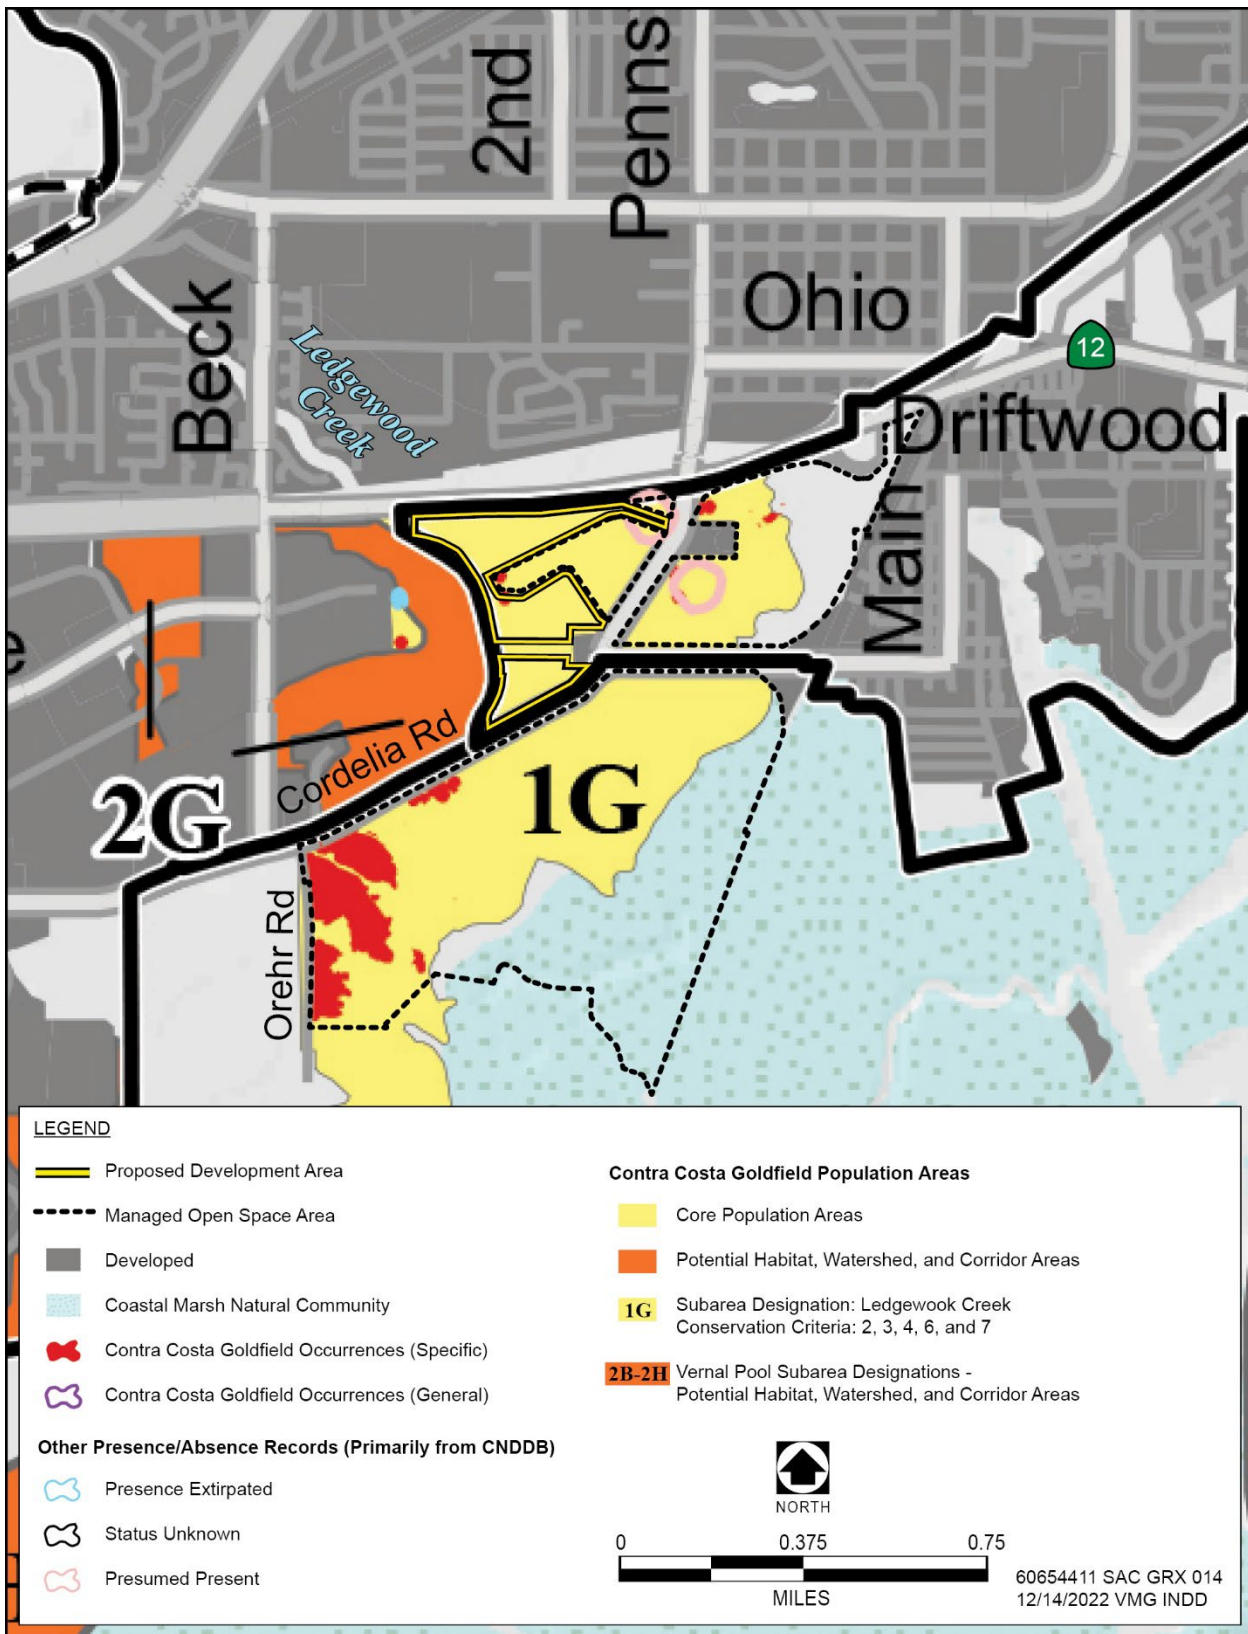 2nd
Penns
Beck
Ohio
Ledgewood
Creek
12
Driftwood
Main
e
Cordelia Rd
2G
1G
Orehr Rd
LEGEND
Proposed Development Area
Managed Open Space Area
Developed
Coastal Marsh Natural Community
Contra Costa Goldfield Occurrences (Specific)
Contra Costa Goldfield Occurrences (General)
Other Presence/Absence Records (Primarily from CNDDB)
Presence Extirpated
Status Unknown
Presumed Present
Contra Costa Goldfield Population Areas
Core Population Areas
Potential Habitat, Watershed, and Corridor Areas
1G Subarea Designation: Ledgewook Creek
Conservation Criteria: 2, 3, 4, 6, and 7
2B-2H Vernal Pool Subarea Designations -
Potential Habitat, Watershed, and Corridor Areas
NORTH
0 0.375 0.75
MILES
60654411 SAC GRX 014
12/14/2022 VMG INDD